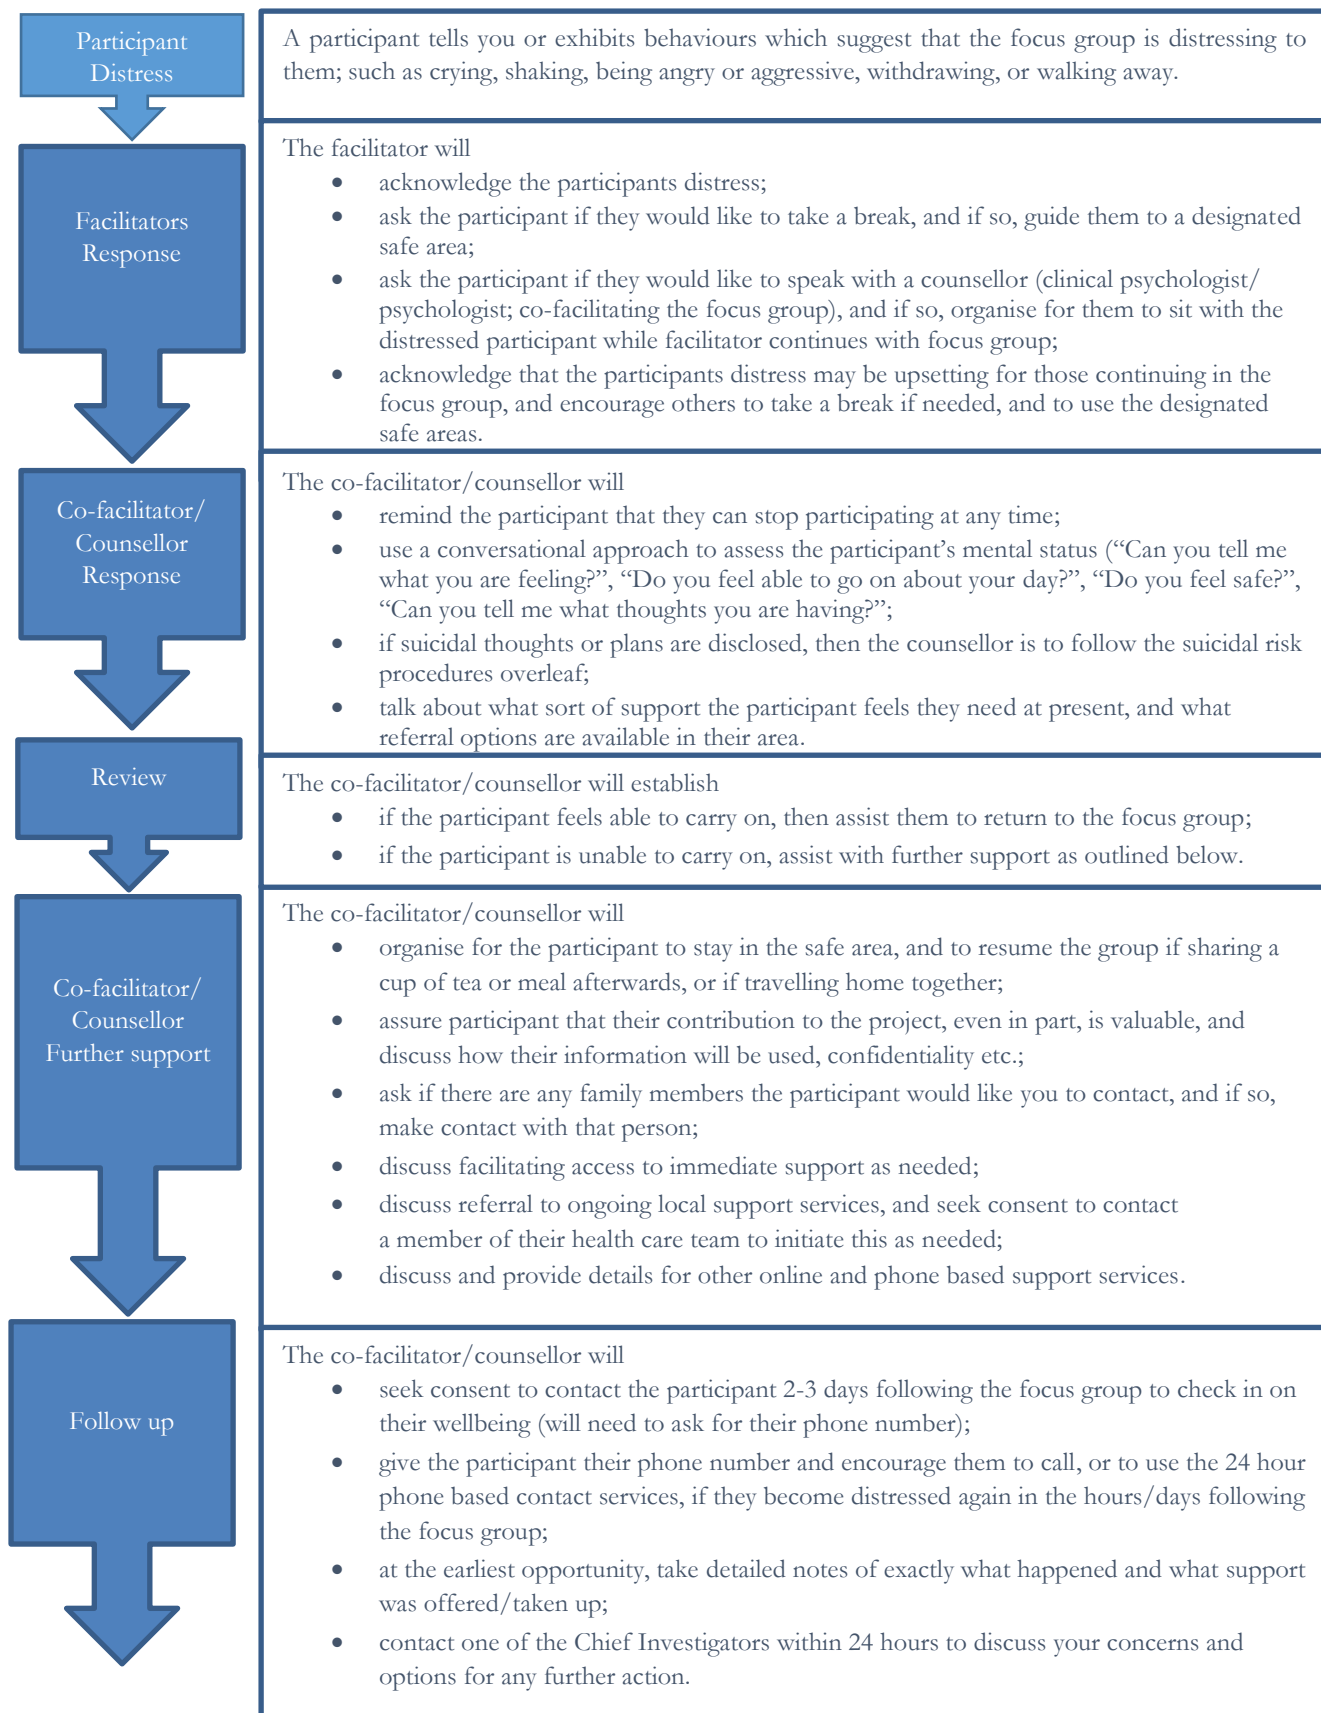 Participant
Distress
A participant tells you or exhibits behaviours which suggest that the focus group is distressing to
them; such as crying, shaking, being angry or aggressive, withdrawing, or walking away.
Facilitators
Response
The facilitator will
• acknowledge the participants distress;
• ask the participant if they would like to take a break, and if so, guide them to a designated
safe area;
• ask the participant if they would like to speak with a counsellor (clinical psychologist/
psychologist; co-facilitating the focus group), and if so, organise for them to sit with the
distressed participant while facilitator continues with focus group;
• acknowledge that the participants distress may be upsetting for those continuing in the
focus group, and encourage others to take a break if needed, and to use the designated
safe areas.
Co-facilitator/
Counsellor
Response
The co-facilitator/counsellor will
• remind the participant that they can stop participating at any time;
• use a conversational approach to assess the participant’s mental status (“Can you tell me
what you are feeling?”, “Do you feel able to go on about your day?”, “Do you feel safe?”,
“Can you tell me what thoughts you are having?”;
• if suicidal thoughts or plans are disclosed, then the counsellor is to follow the suicidal risk
procedures overleaf;
• talk about what sort of support the participant feels they need at present, and what
referral options are available in their area.
Review
The co-facilitator/counsellor will establish
• if the participant feels able to carry on, then assist them to return to the focus group;
• if the participant is unable to carry on, assist with further support as outlined below.
Co-facilitator/
Counsellor
Further support
The co-facilitator/counsellor will
• organise for the participant to stay in the safe area, and to resume the group if sharing a
cup of tea or meal afterwards, or if travelling home together;
• assure participant that their contribution to the project, even in part, is valuable, and
discuss how their information will be used, confidentiality etc.;
• ask if there are any family members the participant would like you to contact, and if so,
make contact with that person;
• discuss facilitating access to immediate support as needed;
• discuss referral to ongoing local support services, and seek consent to contact
a member of their health care team to initiate this as needed;
• discuss and provide details for other online and phone based support services.
Follow up
The co-facilitator/counsellor will
• seek consent to contact the participant 2-3 days following the focus group to check in on
their wellbeing (will need to ask for their phone number);
• give the participant their phone number and encourage them to call, or to use the 24 hour
phone based contact services, if they become distressed again in the hours/days following
the focus group;
• at the earliest opportunity, take detailed notes of exactly what happened and what support
was offered/taken up;
• contact one of the Chief Investigators within 24 hours to discuss your concerns and
options for any further action.